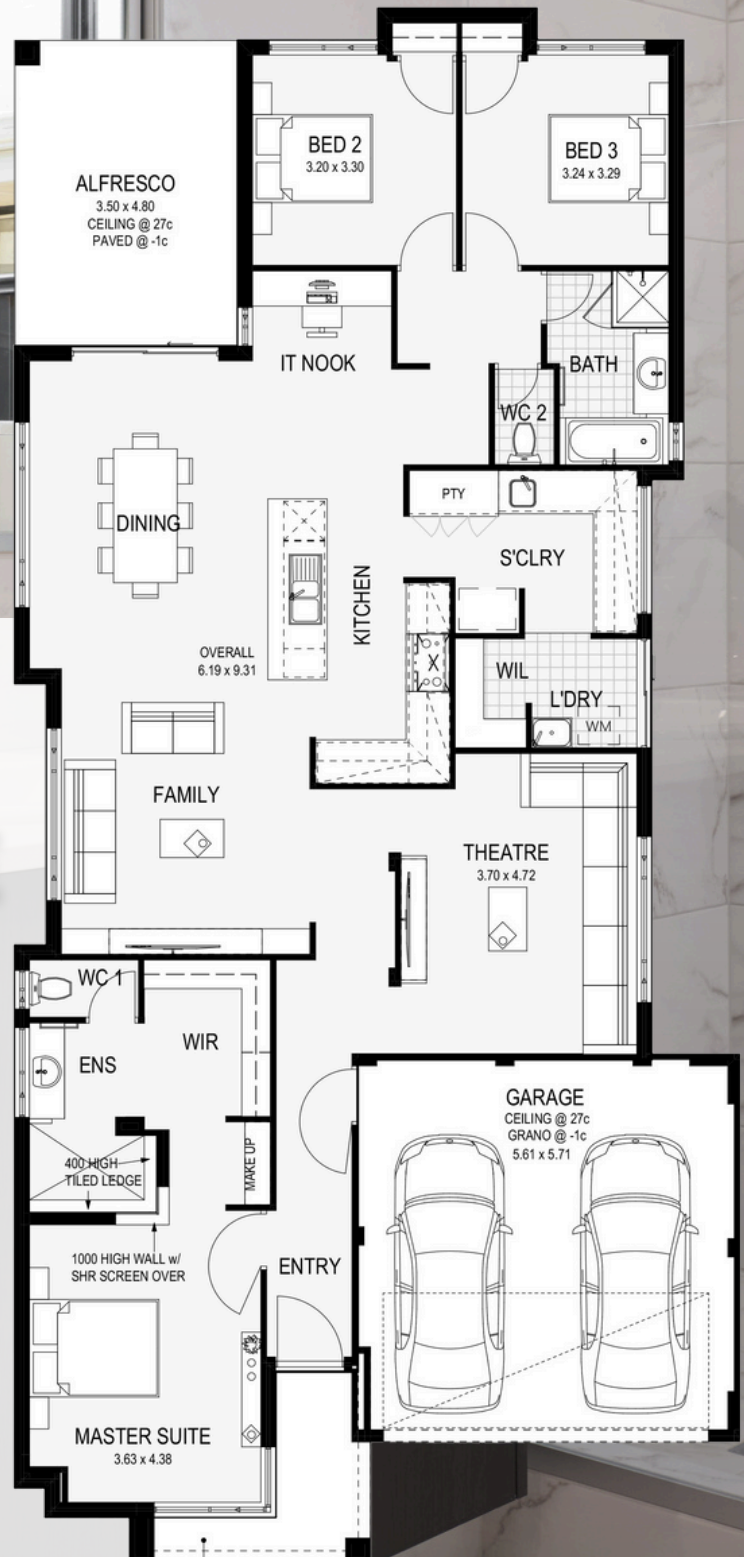 BED 2
3.20 x 3.30
BED 3
3.24 x 3.29
ALFRESCO
3.50 x 4.80
CEILING @ 27c
PAVED @ -1c
IT NOOK
BATH
WC 2
PTY
DINING
S'CLRY
KITCHEN
OVERALL
6.19 x 9.31
WIL
L'DRY
WM
FAMILY
THEATRE
3.70 x 4.72
WC 1
WIR
ENS
GARAGE
CEILING @ 27c
GRANO @ -1c
5.61 x 5.71
MAKE UP
400 HIGH
TILED LEDGE
1000 HIGH WALL w/
SHR SCREEN OVER
ENTRY
MASTER SUITE
3.63 x 4.38